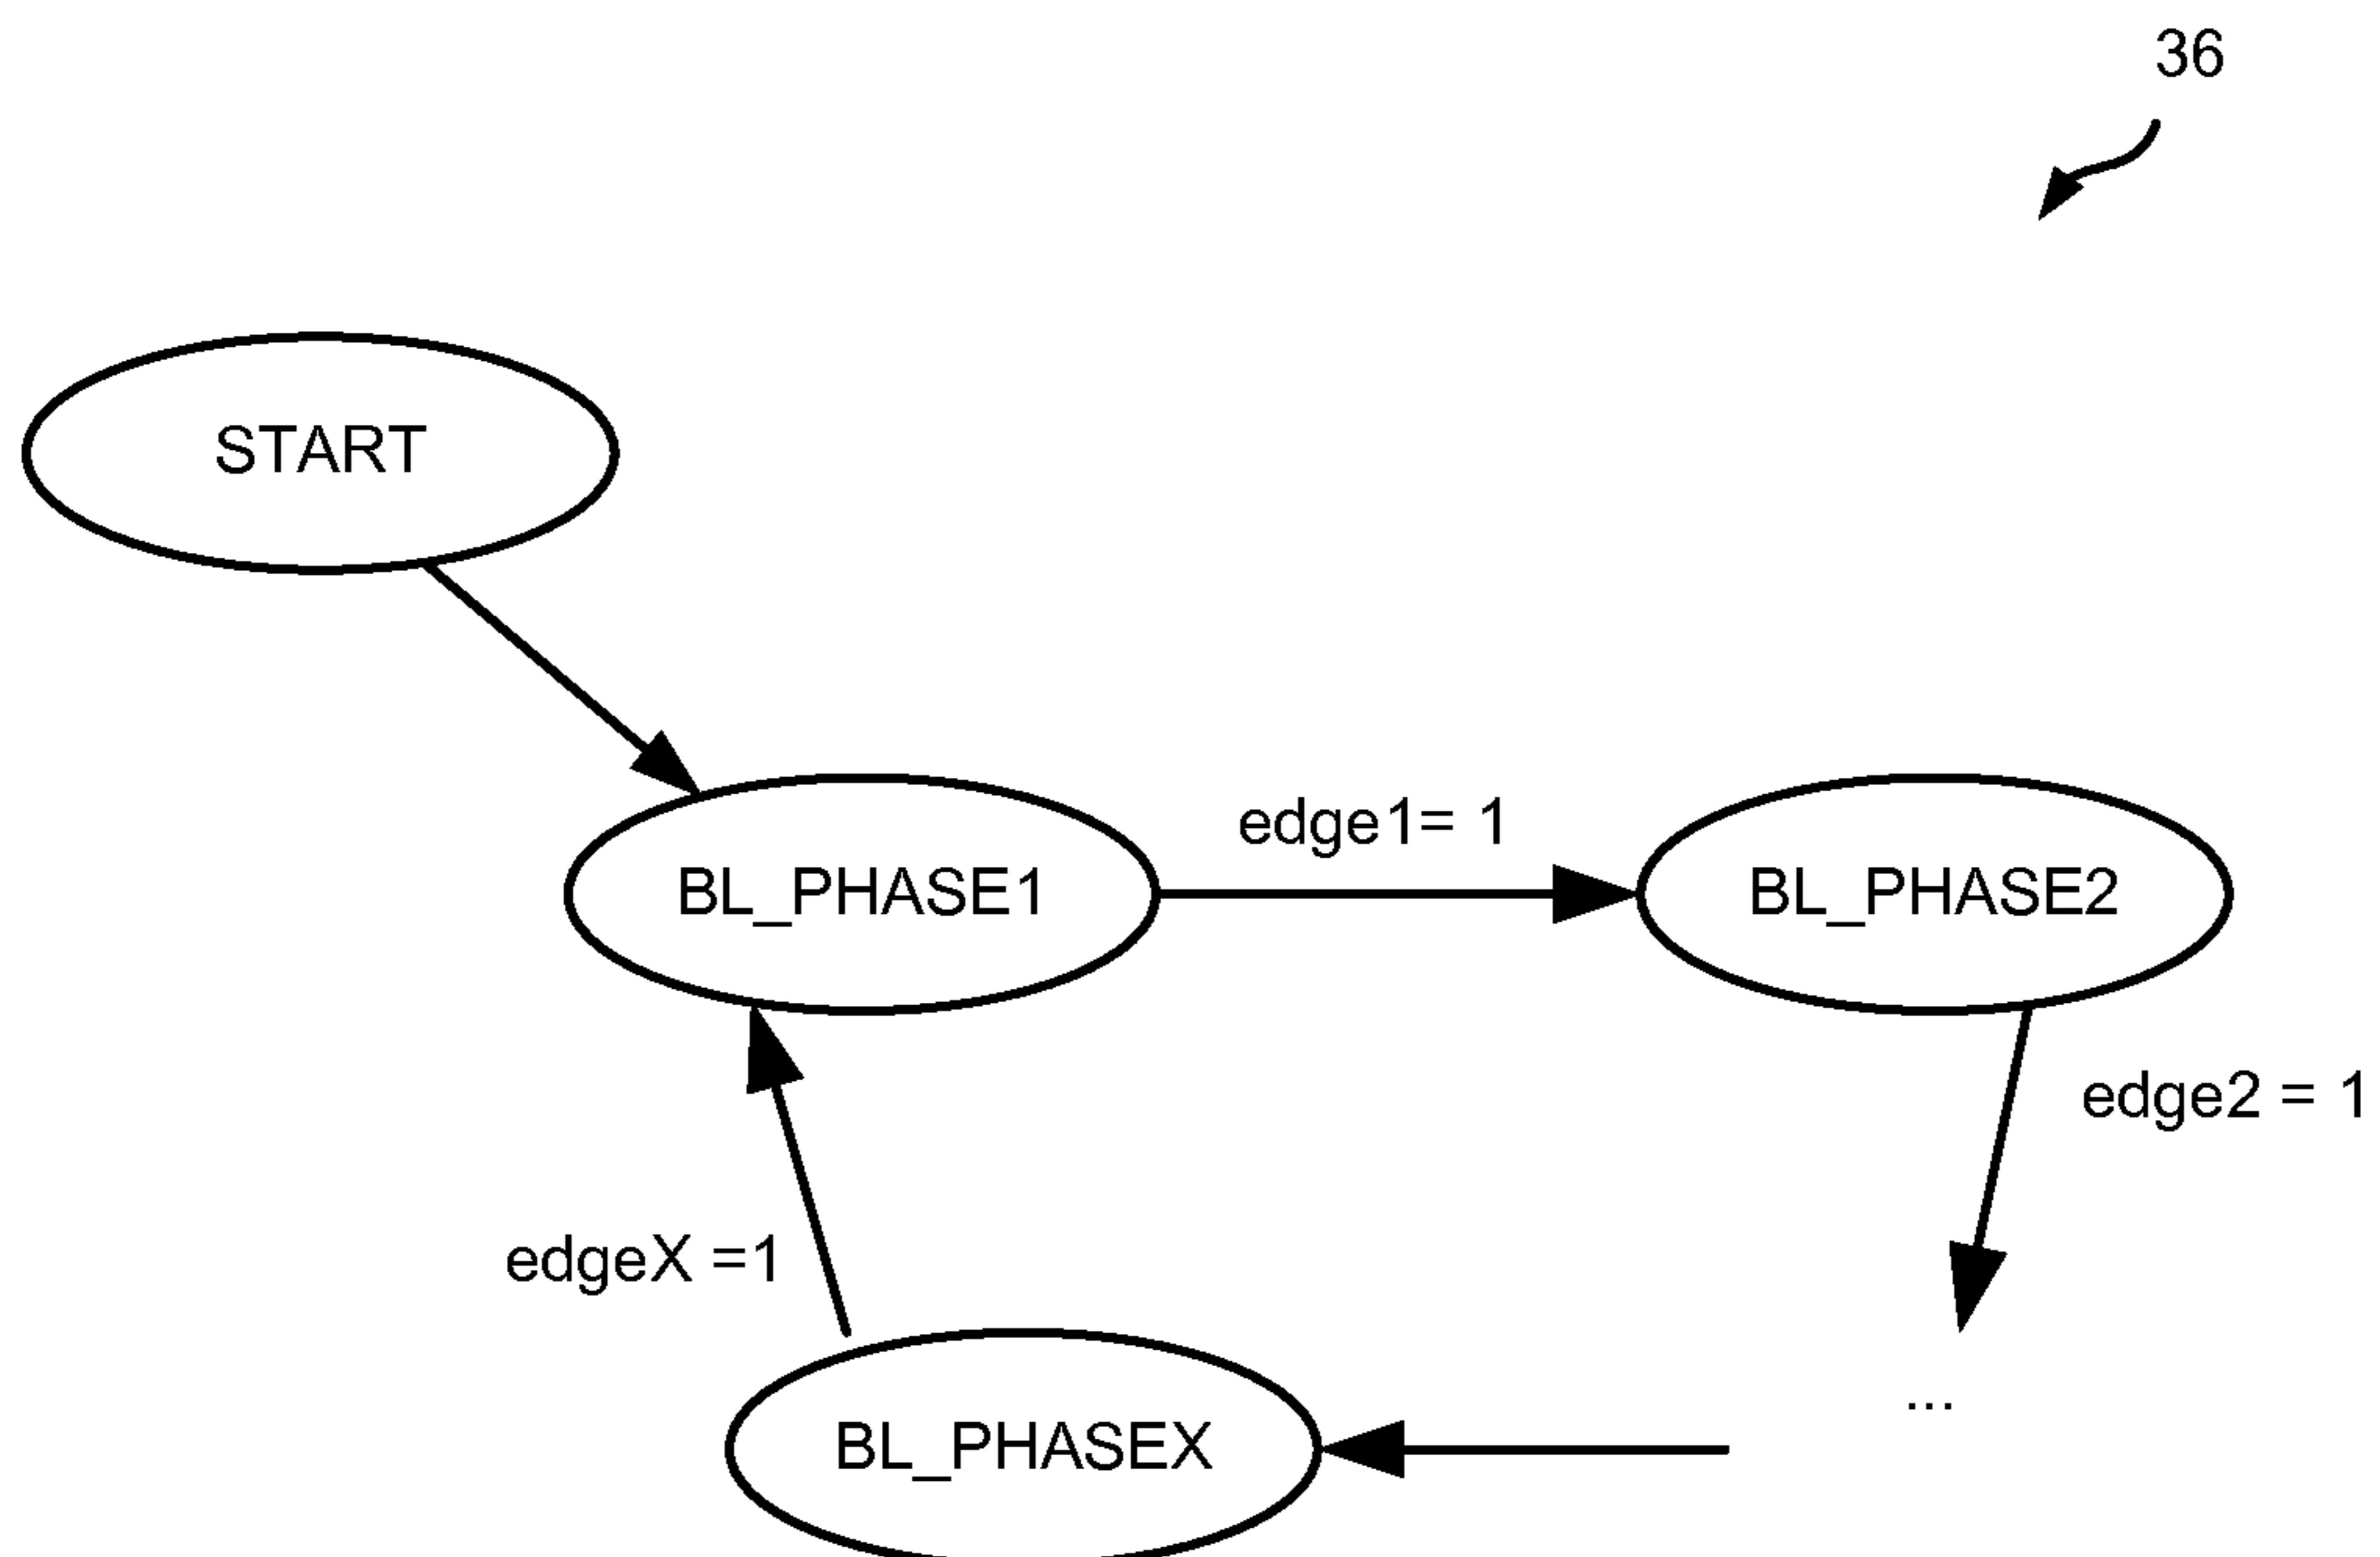 36
START
edge1= 1
BL_PHASE1
BL_PHASE2
edge2 = 1
edgeX =1
...
BL_PHASEX